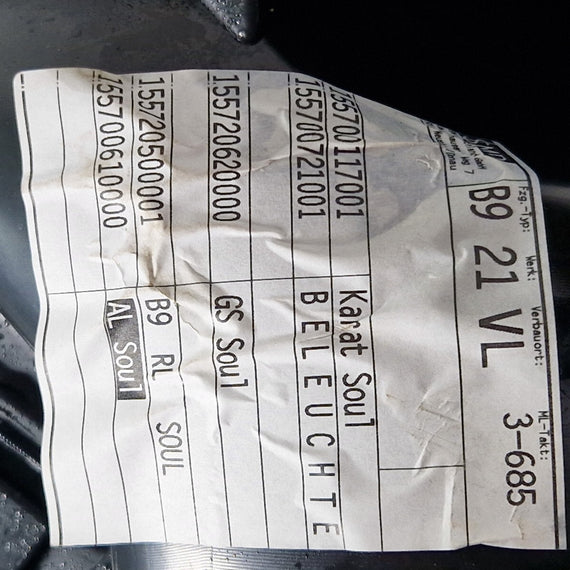 Fzg.-Typ: Werk: Verbauort: ML-Takt:
B9 21 VL 3-685
155700117001 Karat Soul
155700721001 BELEUCHTE
155720620000 GS Soul
155720500001 B9 RL SOUL
155700610000 AL Soul